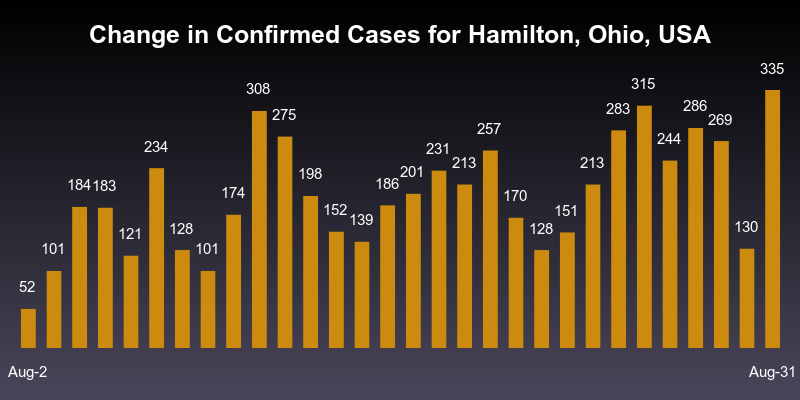 Change in Confirmed Cases for Hamilton, Ohio, USA
52 101 184 183 121 234 128 101 174 308 275 198 152 139 186 201 231 213 257 170 128 151 213 283 315 244 286 269 130 335
Aug-2 Aug-31